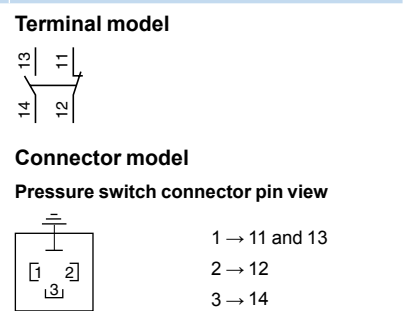 Terminal model
13 11
14 12
Connector model
Pressure switch connector pin view
1 → 11 and 13
1 2
2 → 12
3
3 → 14